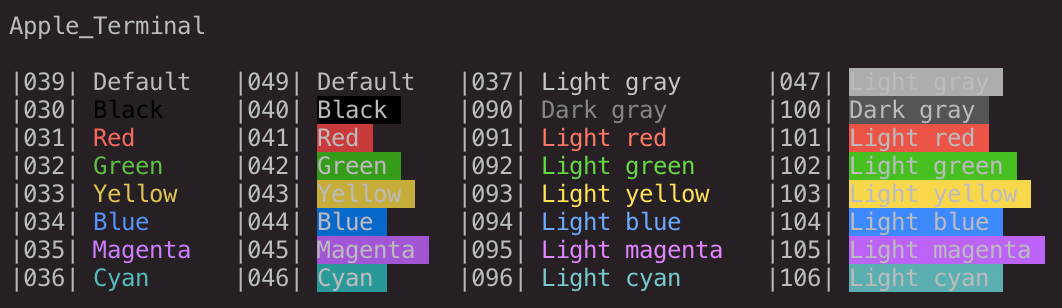 Apple_Terminal
|039| Default |049| Default |037| Light gray |047| Light gray
|030| Black |040| Black |090| Dark gray |100| Dark gray
|031| Red |041| Red |091| Light red |101| Light red
|032| Green |042| Green |092| Light green |102| Light green
|033| Yellow |043| Yellow |093| Light yellow |103| Light yellow
|034| Blue |044| Blue |094| Light blue |104| Light blue
|035| Magenta |045| Magenta |095| Light magenta |105| Light magenta
|036| Cyan |046| Cyan |096| Light cyan |106| Light cyan